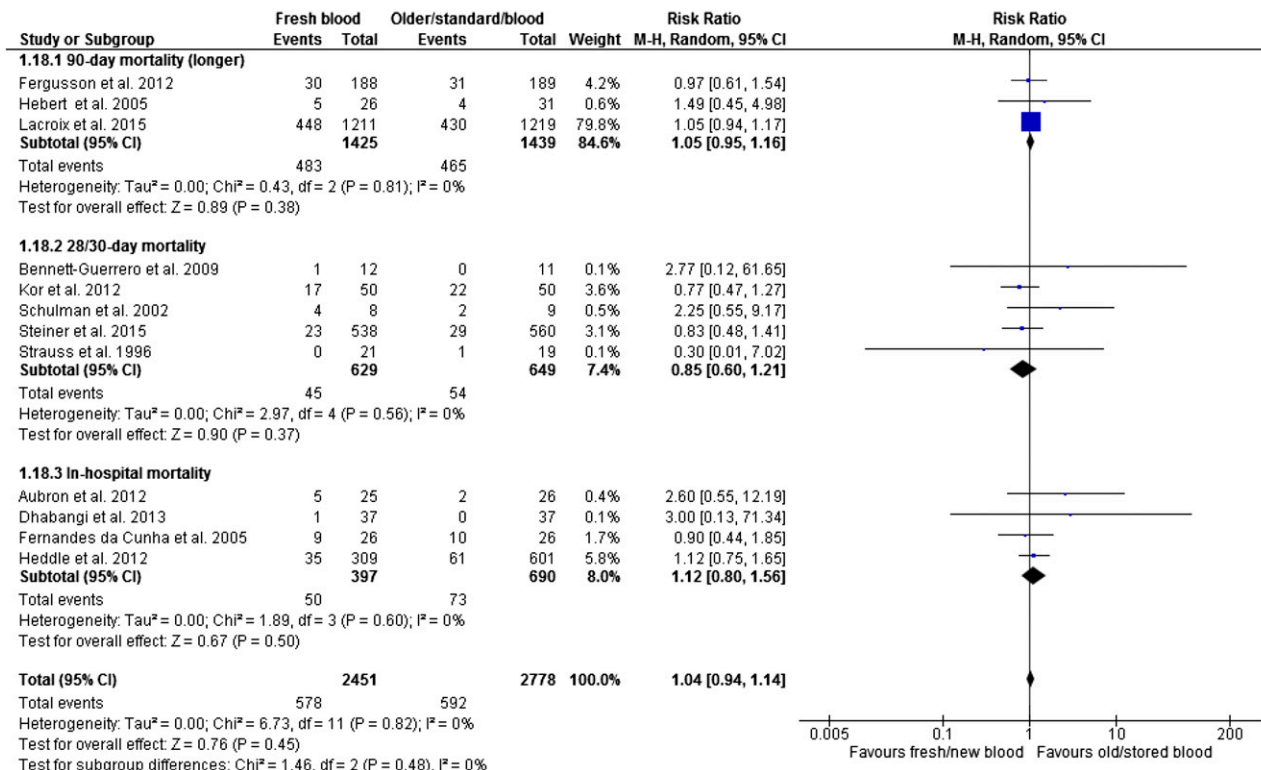 Fresh blood Older/standard/blood Risk Ratio Risk Ratio
Study or Subgroup Events Total Events Total Weight M-H, Random, 95% CI M-H, Random, 95% CI
1.18.1 90-day mortality (longer)
Fergusson et al. 2012 30 188 31 189 4.2% 0.97 [0.61, 1.54]
Hebert et al. 2005 5 26 4 31 0.6% 1.49 [0.45, 4.98]
Lacroix et al. 2015 448 1211 430 1219 79.8% 1.05 [0.94, 1.17]
Subtotal (95% CI) 1425 1439 84.6% 1.05 [0.95, 1.16]
Total events 483 465
Heterogeneity: Tau² = 0.00; Chi² = 0.43, df = 2 (P = 0.81); I² = 0%
Test for overall effect: Z = 0.89 (P = 0.38)
1.18.2 28/30-day mortality
Bennett-Guerrero et al. 2009 1 12 0 11 0.1% 2.77 [0.12, 61.65]
Kor et al. 2012 17 50 22 50 3.6% 0.77 [0.47, 1.27]
Schulman et al. 2002 4 8 2 9 0.5% 2.25 [0.55, 9.17]
Steiner et al. 2015 23 538 29 560 3.1% 0.83 [0.48, 1.41]
Strauss et al. 1996 0 21 1 19 0.1% 0.30 [0.01, 7.02]
Subtotal (95% CI) 629 649 7.4% 0.85 [0.60, 1.21]
Total events 45 54
Heterogeneity: Tau² = 0.00; Chi² = 2.97, df = 4 (P = 0.56); I² = 0%
Test for overall effect: Z = 0.90 (P = 0.37)
1.18.3 In-hospital mortality
Aubron et al. 2012 5 25 2 26 0.4% 2.60 [0.55, 12.19]
Dhabangi et al. 2013 1 37 0 37 0.1% 3.00 [0.13, 71.34]
Fernandes da Cunha et al. 2005 9 26 10 26 1.7% 0.90 [0.44, 1.85]
Heddle et al. 2012 35 309 61 601 5.8% 1.12 [0.75, 1.65]
Subtotal (95% CI) 397 690 8.0% 1.12 [0.80, 1.56]
Total events 50 73
Heterogeneity: Tau² = 0.00; Chi² = 1.89, df = 3 (P = 0.60); I² = 0%
Test for overall effect: Z = 0.67 (P = 0.50)
Total (95% CI) 2451 2778 100.0% 1.04 [0.94, 1.14]
Total events 578 592
Heterogeneity: Tau² = 0.00; Chi² = 6.73, df = 11 (P = 0.82); I² = 0%
Test for overall effect: Z = 0.76 (P = 0.45)
Test for subgroup differences: Chi² = 1.46, df = 2 (P = 0.48), I² = 0%
0.005 0.1 1 10 200
Favours fresh/new blood Favours old/stored blood